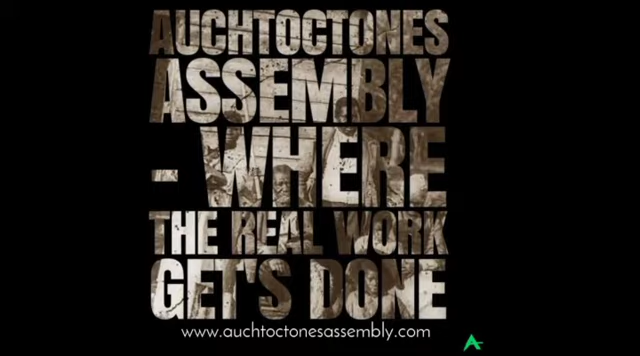 AUCHTOCTONES
ASSEMBLY
- WHERE
THE REAL WORK
GET'S DONE
www.auchtoctonesassembly.com